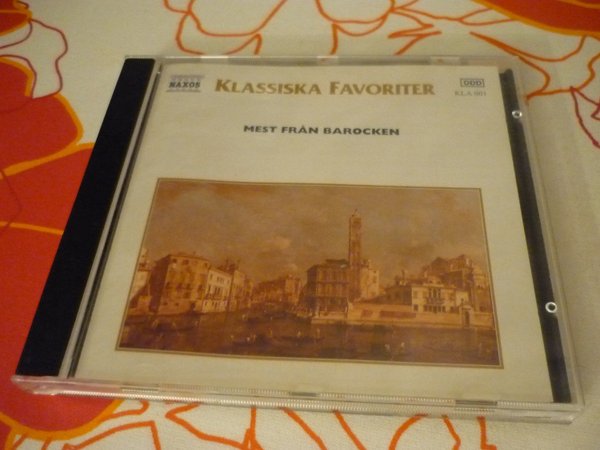 NAXOS
KLASSISKA FAVORITER
DDD
KLA 001
MEST FRÅN BAROCKEN